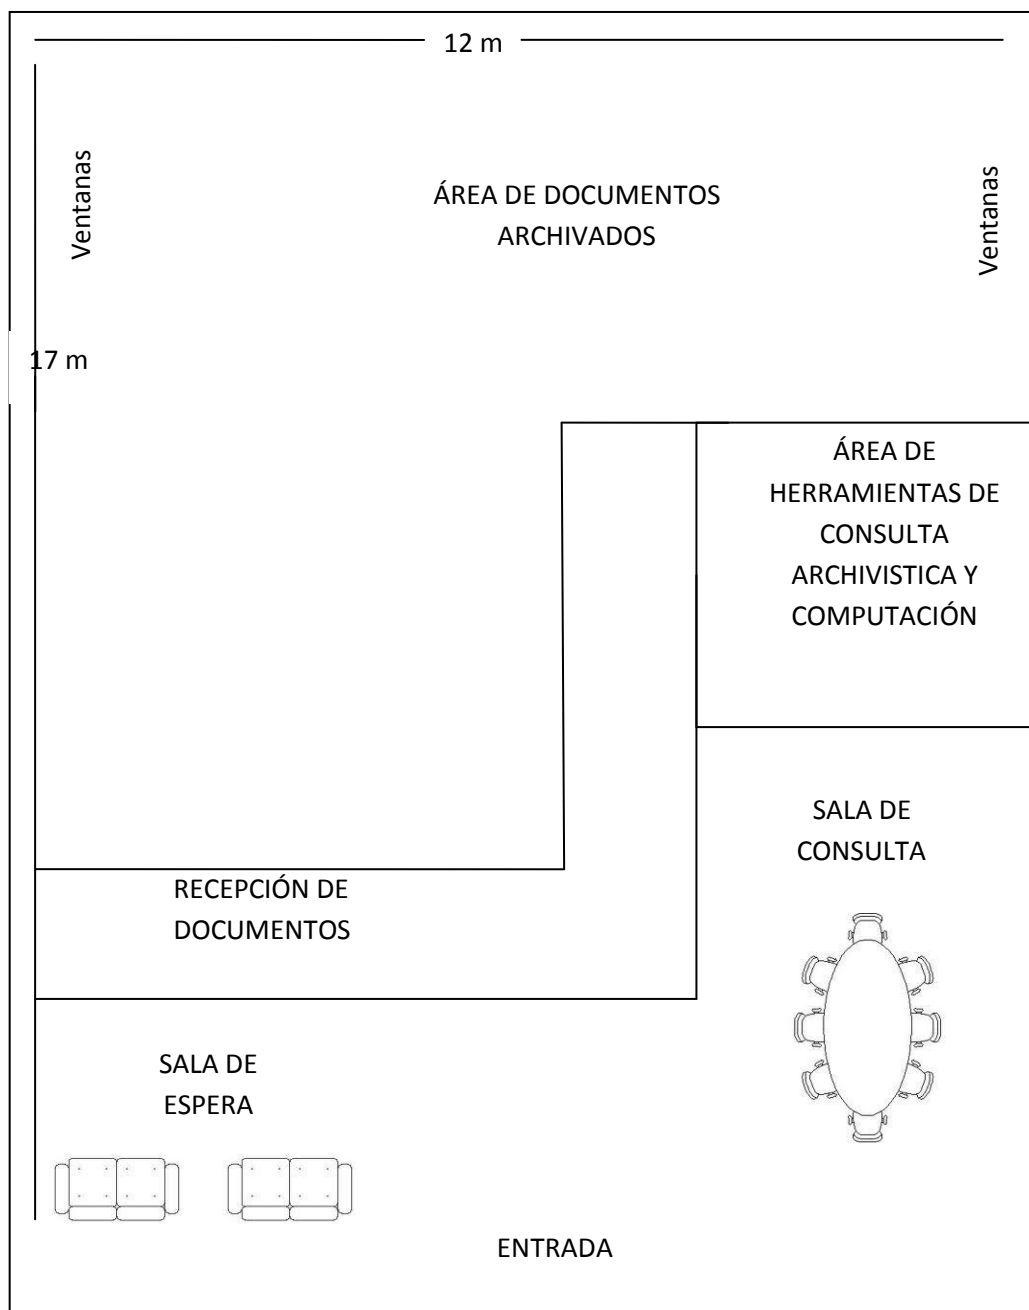 12 m
Ventanas
ÁREA DE DOCUMENTOS
ARCHIVADOS
Ventanas
17 m
ÁREA DE
HERRAMIENTAS DE
CONSULTA
ARCHIVISTICA Y
COMPUTACIÓN
SALA DE
CONSULTA
RECEPCIÓN DE
DOCUMENTOS
SALA DE
ESPERA
ENTRADA